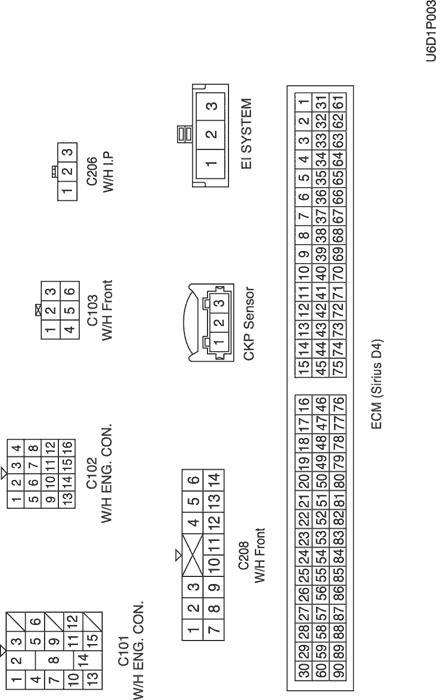 1 2 3
4 5 6
7 8 9
10 11 12
13 14 15
C101
W/H ENG. CON.
1 2 3 4
5 6 7 8
9 10 11 12
13 14 15 16
C102
W/H ENG. CON.
1 2 3
4 5 6
C103
W/H Front
1 2 3
C206
W/H I.P
1 2 3 4 5 6
7 8 9 10 11 12 13 14
C208
W/H Front
1 2 3
CKP Sensor
1 2 3
EI SYSTEM
30 29 28 27 26 25 24 23 22 21 20 19 18 17 16 15 14 13 12 11 10 9 8 7 6 5 4 3 2 1
60 59 58 57 56 55 54 53 52 51 50 49 48 47 46 45 44 43 42 41 40 39 38 37 36 35 34 33 32 31
90 89 88 87 86 85 84 83 82 81 80 79 78 77 76 75 74 73 72 71 70 69 68 67 66 65 64 63 62 61
ECM (Sirius D4)
U6D1P003